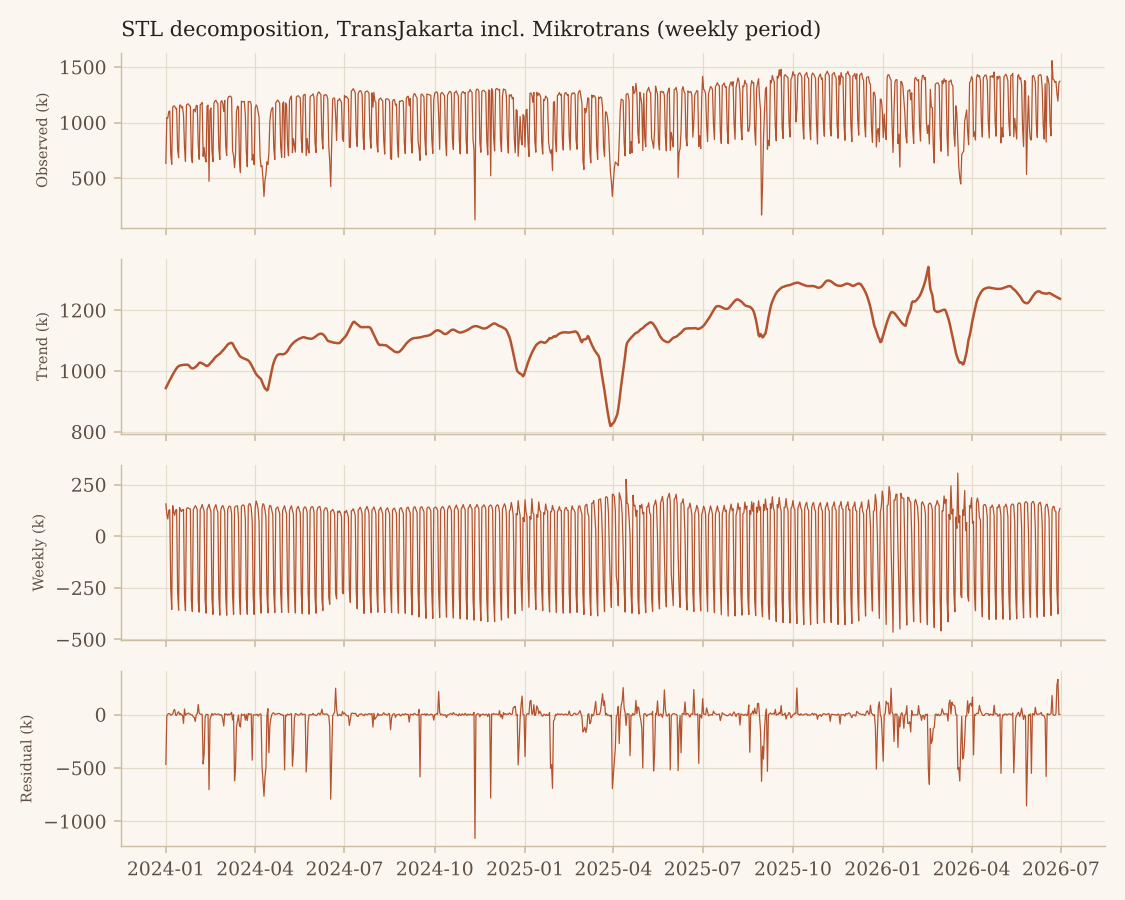 STL decomposition, TransJakarta incl. Mikrotrans (weekly period)
1500
1000
500
Observed (k)
1200
1000
800
Trend (k)
250
0
−250
−500
Weekly (k)
0
−500
−1000
Residual (k)
2024-01 2024-04 2024-07 2024-10 2025-01 2025-04 2025-07 2025-10 2026-01 2026-04 2026-07